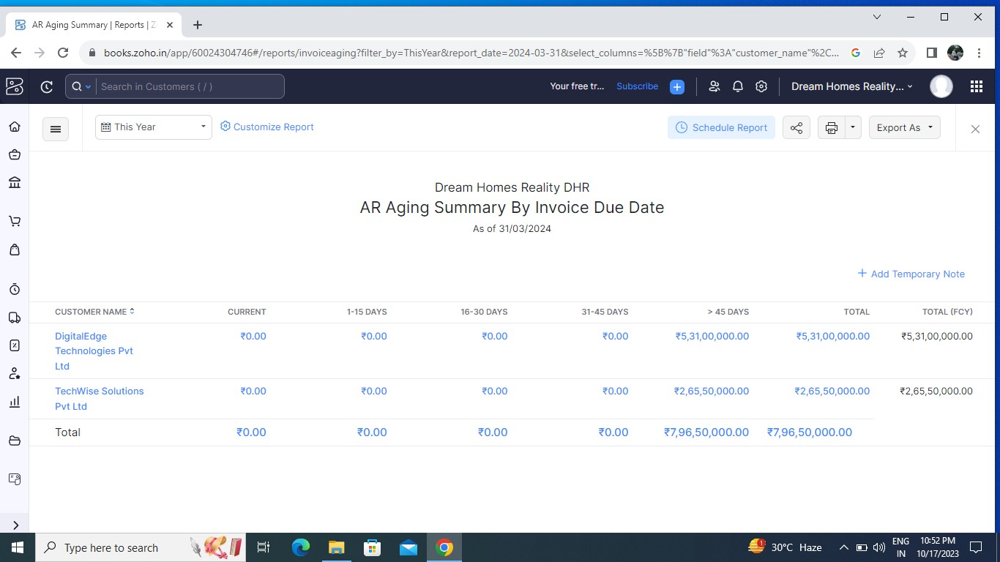 AR Aging Summary | Reports | Z
books.zoho.in/app/60024304746#/reports/invoiceaging?filter_by=ThisYear&report_date=2024-03-31&select_columns=%5B%7B"field"%3A"customer_name"%2C...
Search in Customers ( / )
Your free tr... Subscribe Dream Homes Reality...
This Year Customize Report Schedule Report Export As
Dream Homes Reality DHR
AR Aging Summary By Invoice Due Date
As of 31/03/2024
+ Add Temporary Note
CUSTOMER NAME CURRENT 1-15 DAYS 16-30 DAYS 31-45 DAYS > 45 DAYS TOTAL TOTAL (FCY)
DigitalEdge ₹0.00 ₹0.00 ₹0.00 ₹0.00 ₹5,31,00,000.00 ₹5,31,00,000.00 ₹5,31,00,000.00
Technologies Pvt
Ltd
TechWise Solutions ₹0.00 ₹0.00 ₹0.00 ₹0.00 ₹2,65,50,000.00 ₹2,65,50,000.00 ₹2,65,50,000.00
Pvt Ltd
Total ₹0.00 ₹0.00 ₹0.00 ₹0.00 ₹7,96,50,000.00 ₹7,96,50,000.00
Type here to search
1
30°C Haze
ENG
IN
10:52 PM
10/17/2023